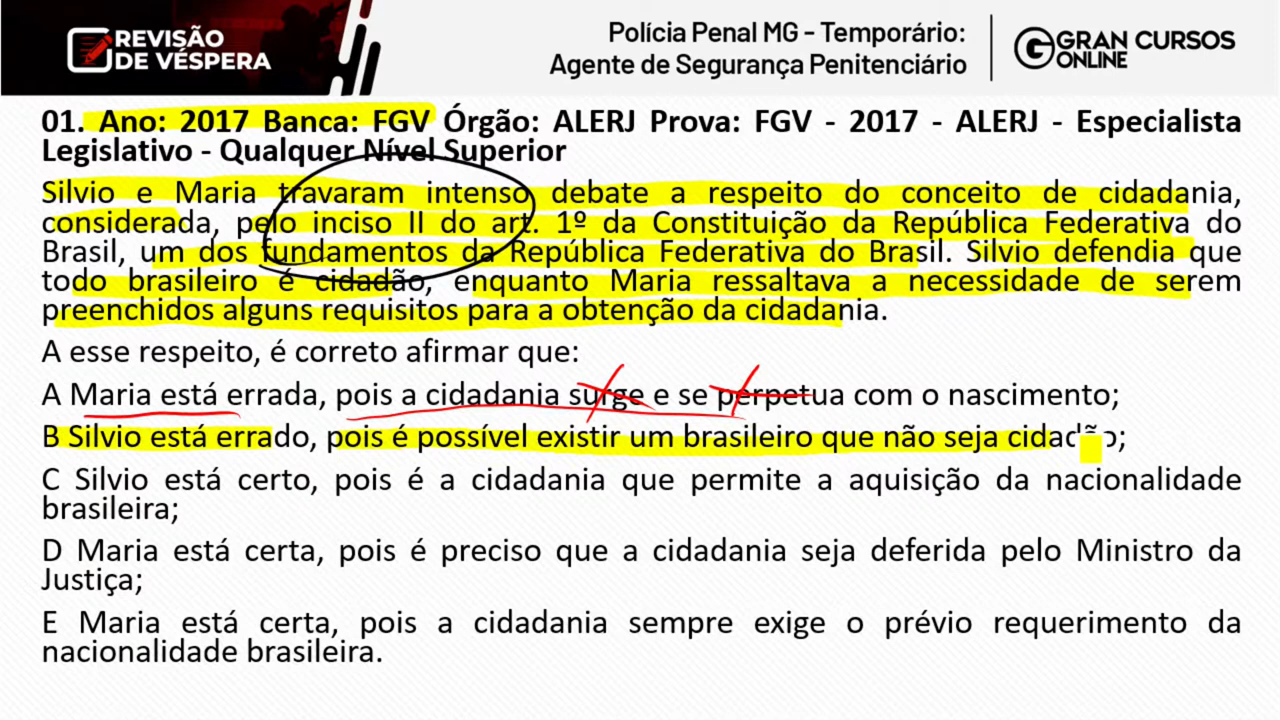 REVISÃO
DE VÉSPERA
Polícia Penal MG - Temporário:
Agente de Segurança Penitenciário
GRAN CURSOS
ONLINE
01. Ano: 2017 Banca: FGV Órgão: ALERJ Prova: FGV - 2017 - ALERJ - Especialista
Legislativo - Qualquer Nível Superior
Silvio e Maria travaram intenso debate a respeito do conceito de cidadania,
considerada, pelo inciso II do art. 1º da Constituição da República Federativa do
Brasil, um dos fundamentos da República Federativa do Brasil. Silvio defendia que
todo brasileiro é cidadão, enquanto Maria ressaltava a necessidade de serem
preenchidos alguns requisitos para a obtenção da cidadania.
A esse respeito, é correto afirmar que:
A Maria está errada, pois a cidadania surge e se perpetua com o nascimento;
B Silvio está errado, pois é possível existir um brasileiro que não seja cidadão;
C Silvio está certo, pois é a cidadania que permite a aquisição da nacionalidade
brasileira;
D Maria está certa, pois é preciso que a cidadania seja deferida pelo Ministro da
Justiça;
E Maria está certa, pois a cidadania sempre exige o prévio requerimento da
nacionalidade brasileira.